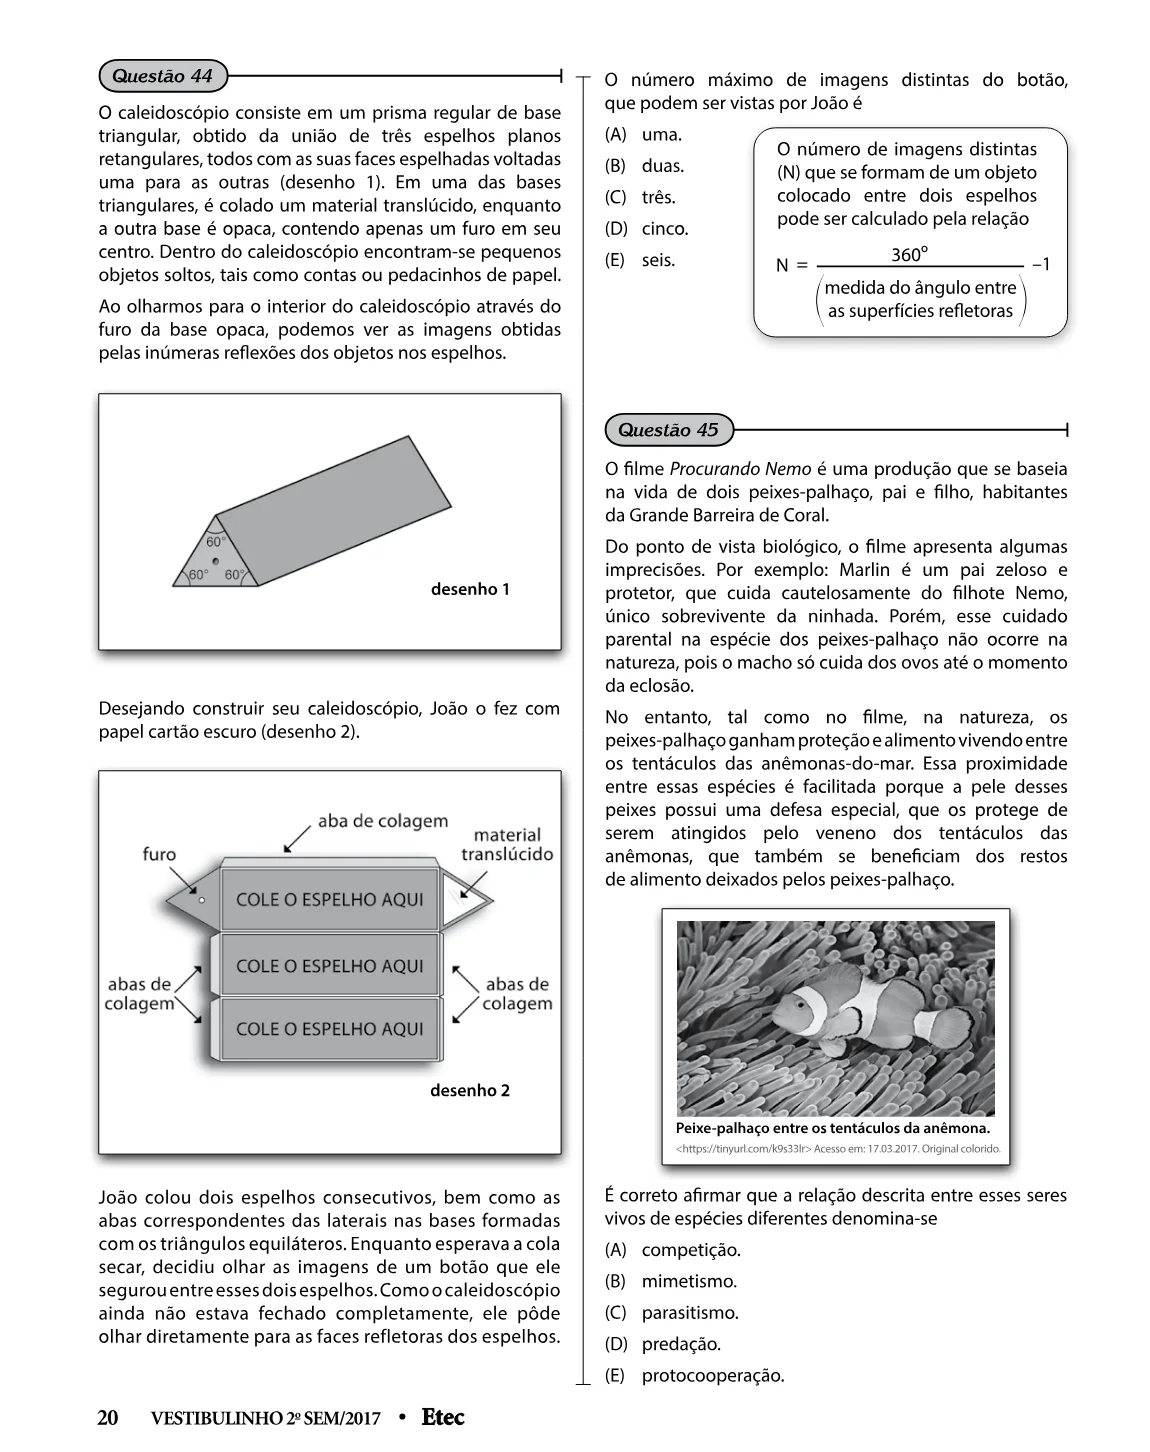 Questão 44
O caleidoscópio consiste em um prisma regular de base
triangular, obtido da união de três espelhos planos
retangulares, todos com as suas faces espelhadas voltadas
uma para as outras (desenho 1). Em uma das bases
triangulares, é colado um material translúcido, enquanto
a outra base é opaca, contendo apenas um furo em seu
centro. Dentro do caleidoscópio encontram-se pequenos
objetos soltos, tais como contas ou pedacinhos de papel.
Ao olharmos para o interior do caleidoscópio através do
furo da base opaca, podemos ver as imagens obtidas
pelas inúmeras reflexões dos objetos nos espelhos.
60°
60° 60°
desenho 1
Desejando construir seu caleidoscópio, João o fez com
papel cartão escuro (desenho 2).
aba de colagem
material
translúcido
furo
COLE O ESPELHO AQUI
COLE O ESPELHO AQUI
abas de
colagem
abas de
colagem
COLE O ESPELHO AQUI
desenho 2
João colou dois espelhos consecutivos, bem como as
abas correspondentes das laterais nas bases formadas
com os triângulos equiláteros. Enquanto esperava a cola
secar, decidiu olhar as imagens de um botão que ele
segurou entre esses dois espelhos. Como o caleidoscópio
ainda não estava fechado completamente, ele pôde
olhar diretamente para as faces refletoras dos espelhos.
O número máximo de imagens distintas do botão,
que podem ser vistas por João é
(A) uma.
(B) duas.
(C) três.
(D) cinco.
(E) seis.
O número de imagens distintas
(N) que se formam de um objeto
colocado entre dois espelhos
pode ser calculado pela relação
360º
N = –1
(medida do ângulo entre
as superfícies refletoras)
Questão 45
O filme Procurando Nemo é uma produção que se baseia
na vida de dois peixes-palhaço, pai e filho, habitantes
da Grande Barreira de Coral.
Do ponto de vista biológico, o filme apresenta algumas
imprecisões. Por exemplo: Marlin é um pai zeloso e
protetor, que cuida cautelosamente do filhote Nemo,
único sobrevivente da ninhada. Porém, esse cuidado
parental na espécie dos peixes-palhaço não ocorre na
natureza, pois o macho só cuida dos ovos até o momento
da eclosão.
No entanto, tal como no filme, na natureza, os
peixes-palhaço ganham proteção e alimento vivendo entre
os tentáculos das anêmonas-do-mar. Essa proximidade
entre essas espécies é facilitada porque a pele desses
peixes possui uma defesa especial, que os protege de
serem atingidos pelo veneno dos tentáculos das
anêmonas, que também se beneficiam dos restos
de alimento deixados pelos peixes-palhaço.
Peixe-palhaço entre os tentáculos da anêmona.
<https://tinyurl.com/k9s33lr> Acesso em: 17.03.2017. Original colorido.
É correto afirmar que a relação descrita entre esses seres
vivos de espécies diferentes denomina-se
(A) competição.
(B) mimetismo.
(C) parasitismo.
(D) predação.
(E) protocooperação.
20 VESTIBULINHO 2º SEM/2017 • Etec